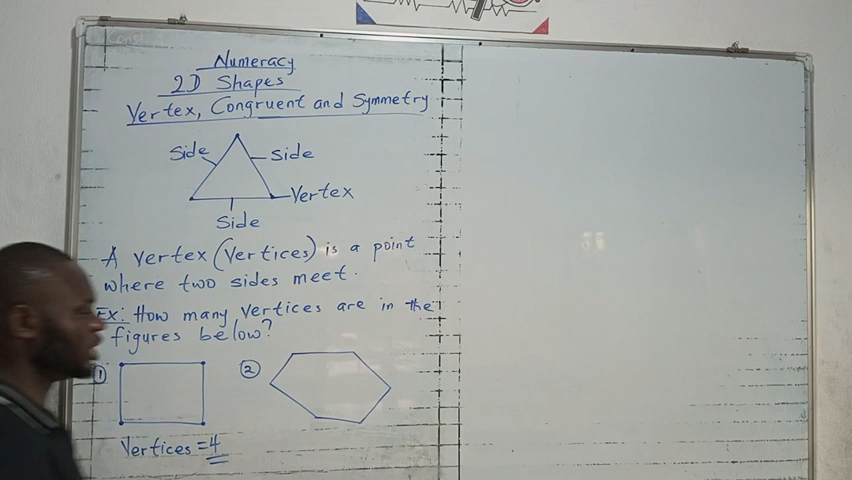 Numeracy
2D Shapes
Vertex, Congruent and Symmetry
Side
Side
Vertex
Side
A vertex (Vertices) is a point
where two sides meet.
Ex: How many vertices are in the
figures below?
1
2
Vertices = 4